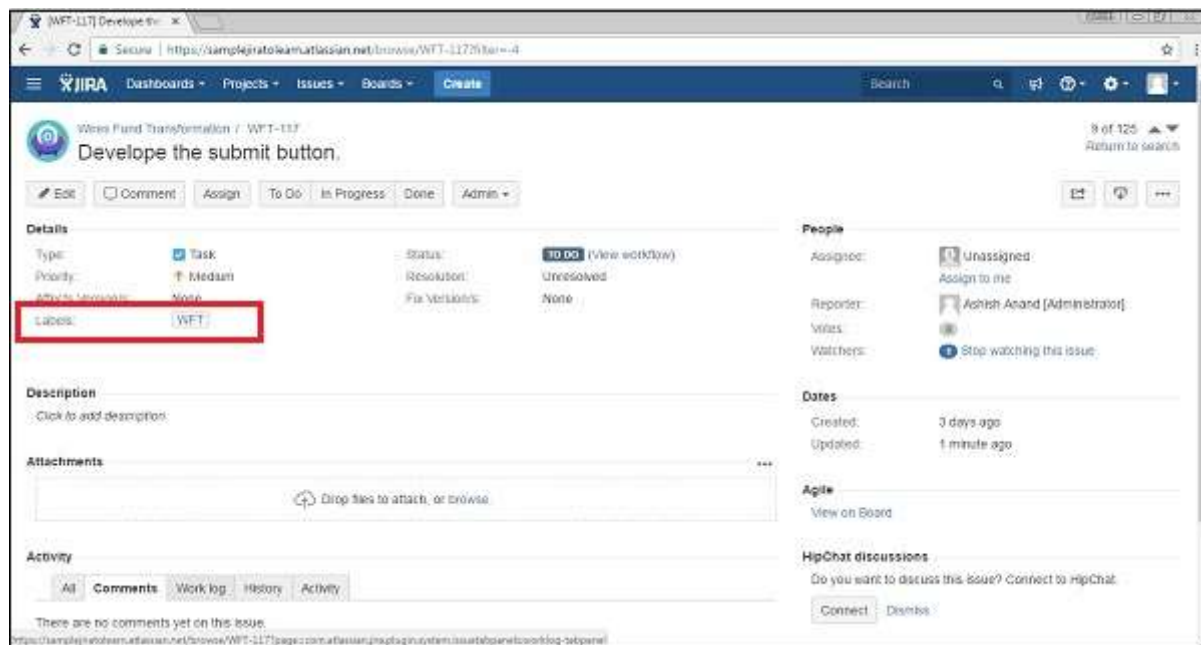 [WFT-117] Develope the
Secure | https://samplejiratolearn.atlassian.net/browse/WFT-117?filter=-4
JIRA Dashboards Projects Issues Boards Create Search
Wires Fund Transformation / WFT-117
Develope the submit button.
9 of 125
Return to search
Edit Comment Assign To Do In Progress Done Admin
Details
Type: Task Status: TO DO (View workflow)
Priority: Medium Resolution: Unresolved
Affects Version/s: None Fix Version/s: None
Labels: WFT
People
Assignee: Unassigned
Assign to me
Reporter: Ashish Anand [Administrator]
Votes: 0
Watchers: 1 Stop watching this issue
Description
Click to add description
Dates
Created: 3 days ago
Updated: 1 minute ago
Attachments
Drop files to attach, or browse.
Agile
View on Board
Activity
All Comments Work log History Activity
There are no comments yet on this issue.
HipChat discussions
Do you want to discuss this issue? Connect to HipChat.
Connect Dismiss